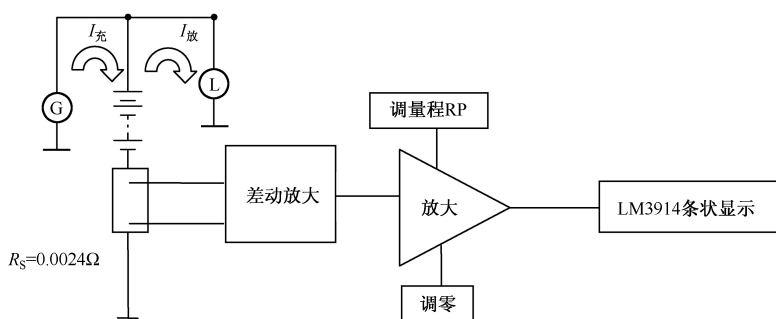 I充
I放
G
L
调量程RP
差动放大
放大
LM3914条状显示
RS=0.0024Ω
调零